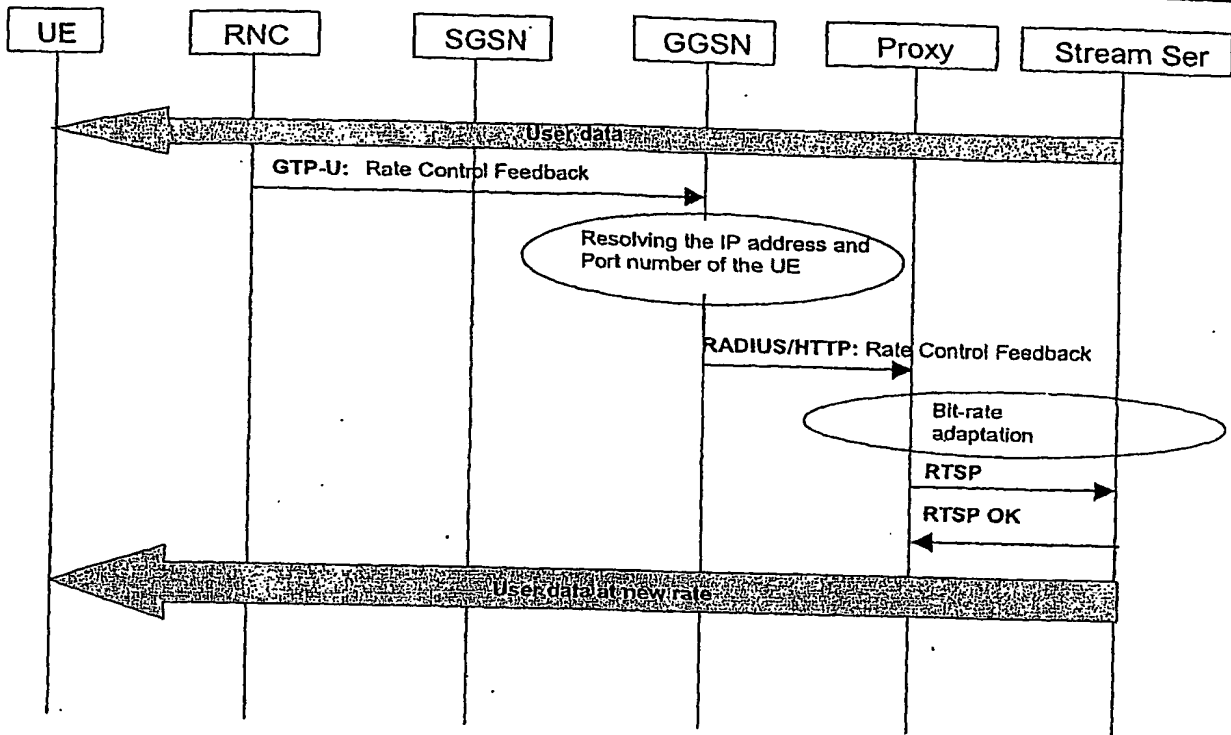 UE
RNC
SGSN
GGSN
Proxy
Stream Ser
User data
GTP-U: Rate Control Feedback
Resolving the IP address and
Port number of the UE
RADIUS/HTTP: Rate Control Feedback
Bit-rate
adaptation
RTSP
RTSP OK
User data at new rate